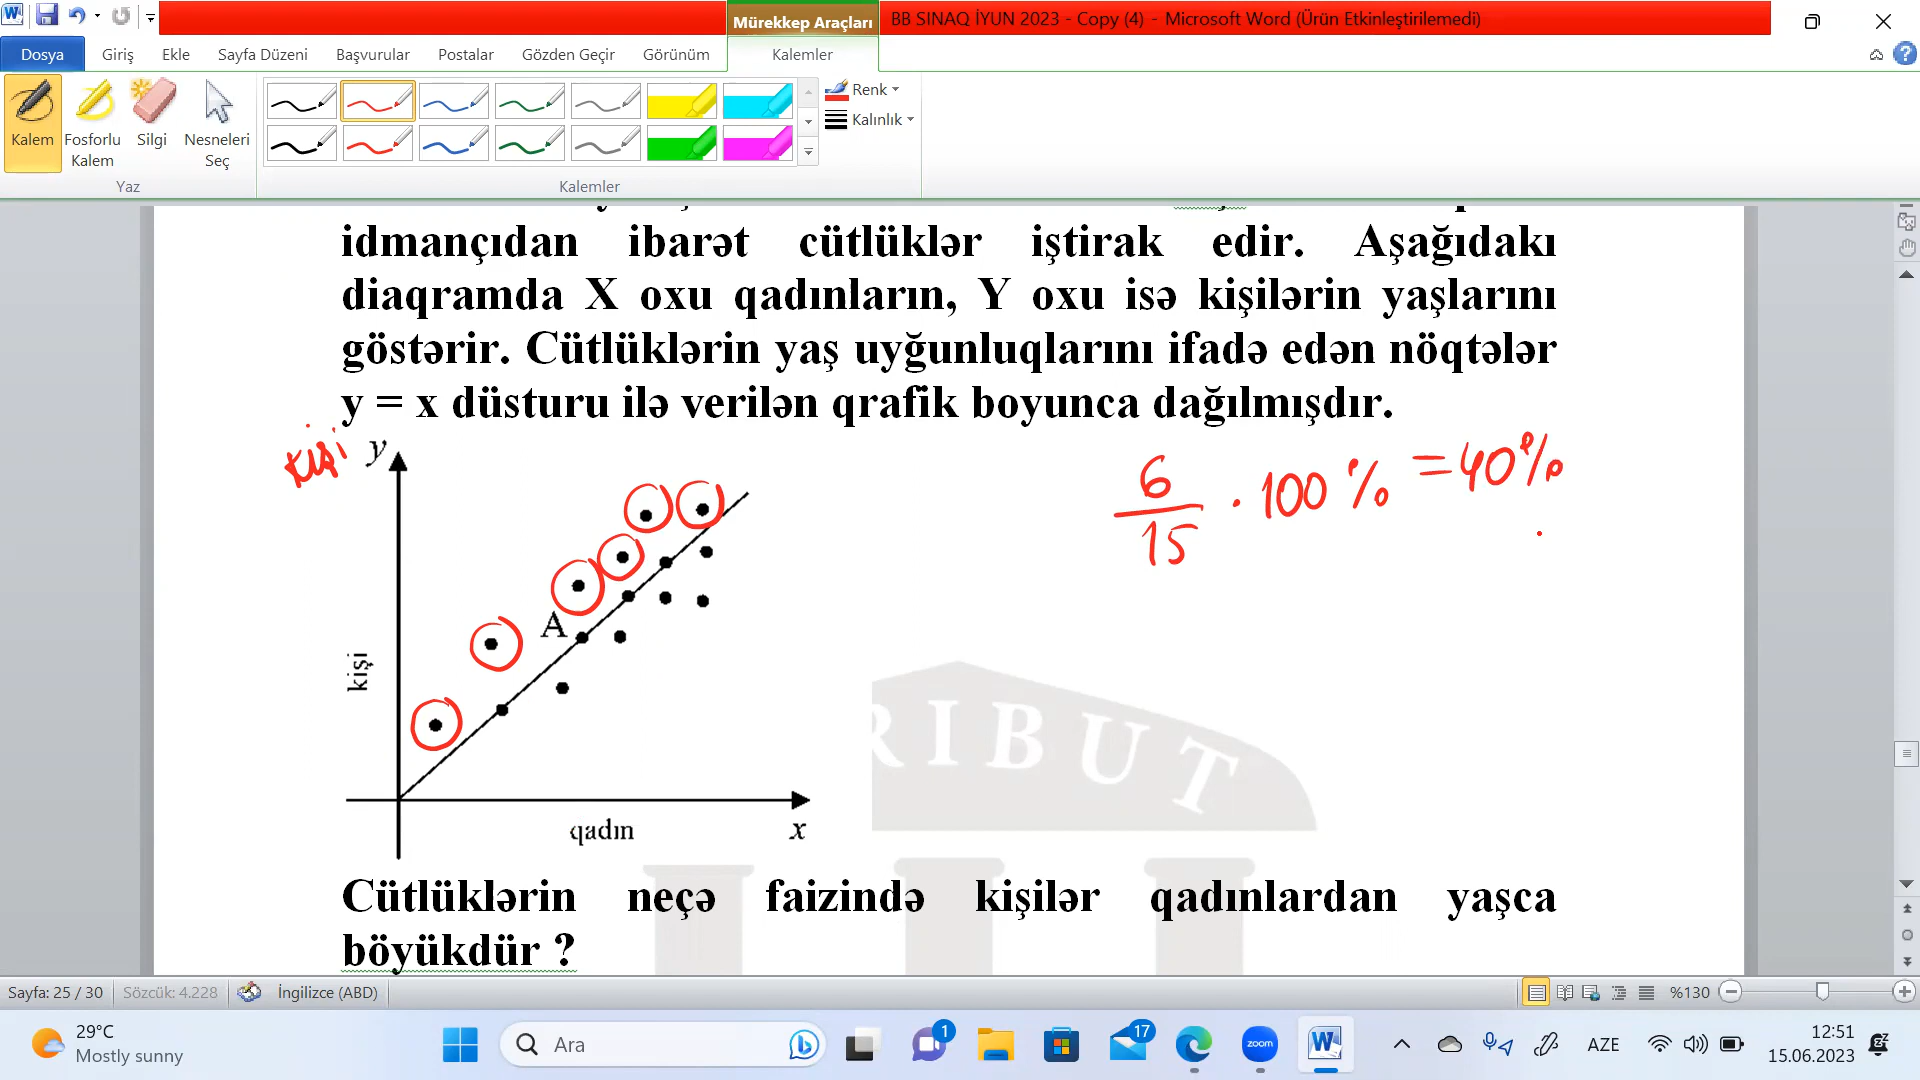 Mürekkep Araçları
BB SINAQ İYUN 2023 - Copy (4) - Microsoft Word (Ürün Etkinleştirilemedi)
Dosya Giriş Ekle Sayfa Düzeni Başvurular Postalar Gözden Geçir Görünüm Kalemler
Kalem
Fosforlu Kalem
Silgi
Nesneleri Seç
Renk
Kalınlık
Yaz
Kalemler
idmançıdan ibarət cütlüklər iştirak edir. Aşağıdakı
diaqramda X oxu qadınların, Y oxu isə kişilərin yaşlarını
göstərir. Cütlüklərin yaş uyğunluqlarını ifadə edən nöqtələr
y = x düsturu ilə verilən qrafik boyunca dağılmışdır.
kişi
y
6/15 · 100% = 40%
A
kişi
qadın
x
RIBUT
Cütlüklərin neçə faizində kişilər qadınlardan yaşca
böyükdür ?
Sayfa: 25 / 30 Sözcük: 4.228 İngilizce (ABD) %130
29°C
Mostly sunny
Ara
1
17
zoom
AZE
12:51
15.06.2023